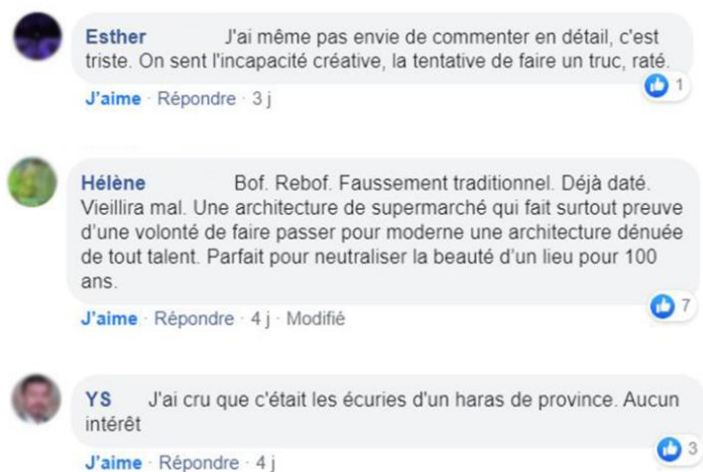 Esther J'ai même pas envie de commenter en détail, c'est
triste. On sent l'incapacité créative, la tentative de faire un truc, raté.
1
J'aime · Répondre · 3 j
Hélène Bof. Rebof. Faussement traditionnel. Déjà daté.
Vieillira mal. Une architecture de supermarché qui fait surtout preuve
d'une volonté de faire passer pour moderne une architecture dénuée
de tout talent. Parfait pour neutraliser la beauté d'un lieu pour 100
ans.
7
J'aime · Répondre · 4 j · Modifié
YS J'ai cru que c'était les écuries d'un haras de province. Aucun
intérêt
3
J'aime · Répondre · 4 j